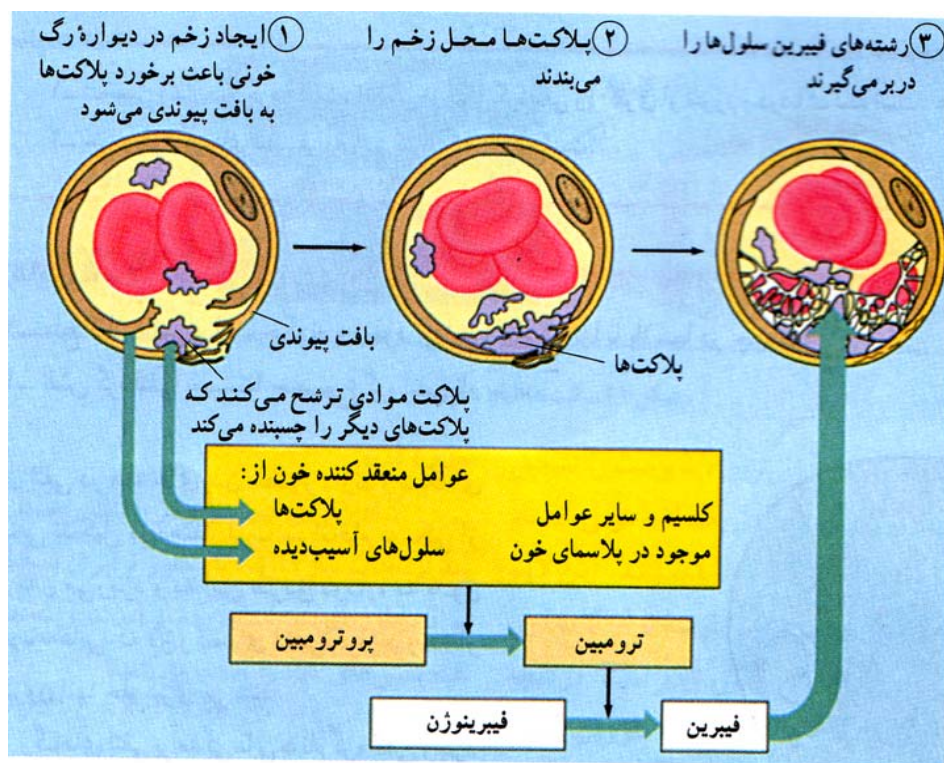 ① ایجاد زخم در دیوارهٔ رگ
خونی باعث برخورد پلاکت‌ها
به بافت پیوندی می‌شود
② پلاکت‌ها محل زخم را
می‌بندند
③ رشته‌های فیبرین سلول‌ها را
دربر می‌گیرند
بافت پیوندی
پلاکت‌ها
پلاکت موادی ترشح می‌کند که
پلاکت‌های دیگر را چسبنده می‌کند
عوامل منعقد کننده خون از:
پلاکت‌ها
سلول‌های آسیب‌دیده
کلسیم و سایر عوامل
موجود در پلاسمای خون
پروترومبین
ترومبین
فیبرینوژن
فیبرین